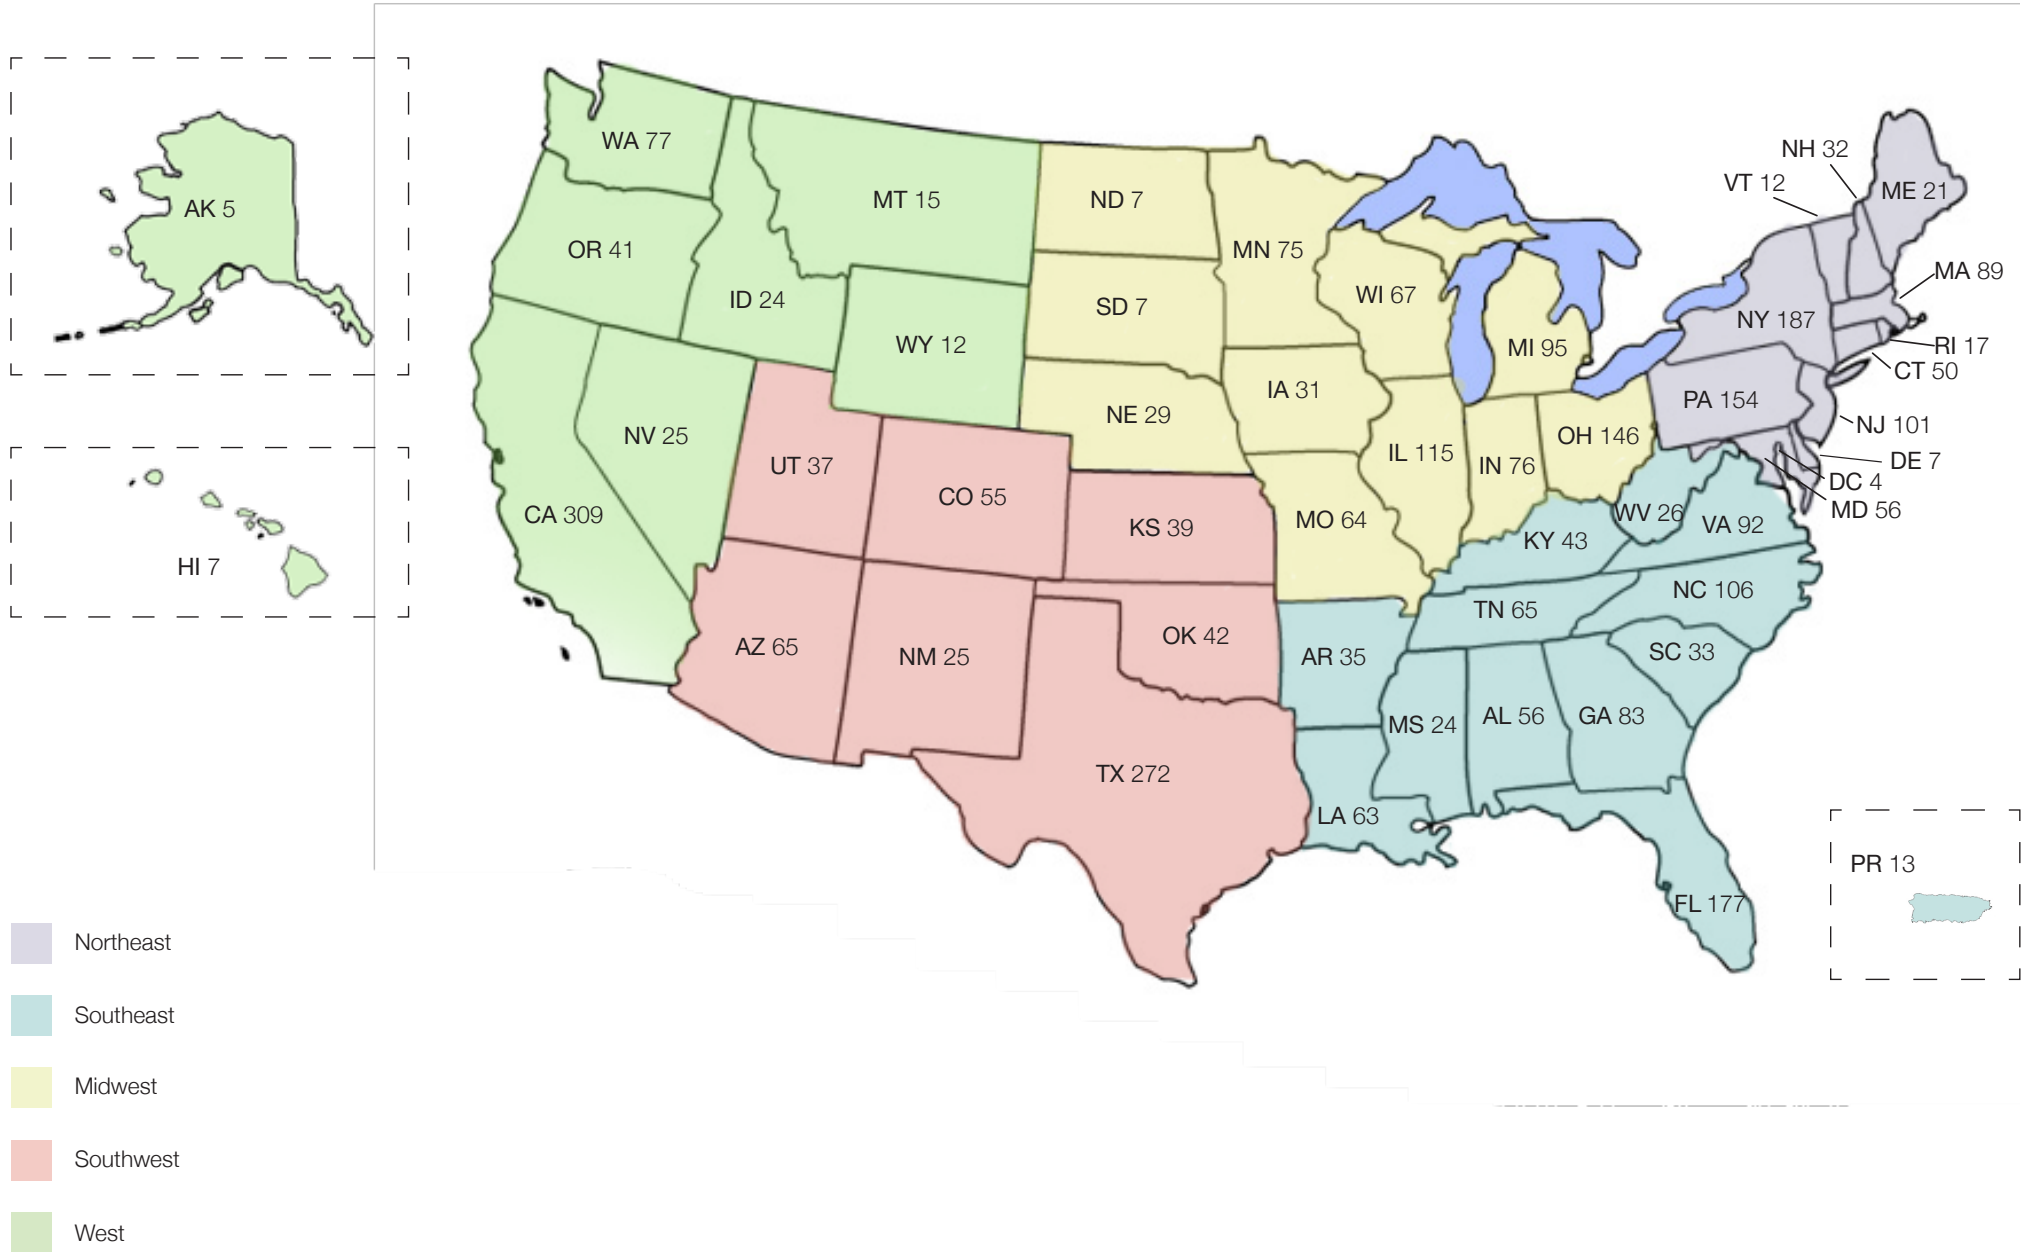 NH 32
VT 12
WA 77
ME 21
MT 15
ND 7
AK 5
OR 41
MN 75
MA 89
WI 67
ID 24
SD 7
NY 187
WY 12
MI 95
RI 17
CT 50
IA 31
PA 154
NE 29
NJ 101
NV 25
OH 146
IL 115
UT 37
IN 76
DE 7
DC 4
CO 55
MD 56
CA 309
MO 64
WV 26
VA 92
KS 39
KY 43
HI 7
NC 106
TN 65
OK 42
AZ 65
NM 25
AR 35
SC 33
MS 24
AL 56
GA 83
TX 272
LA 63
PR 13
FL 177
Northeast
Southeast
Midwest
Southwest
West